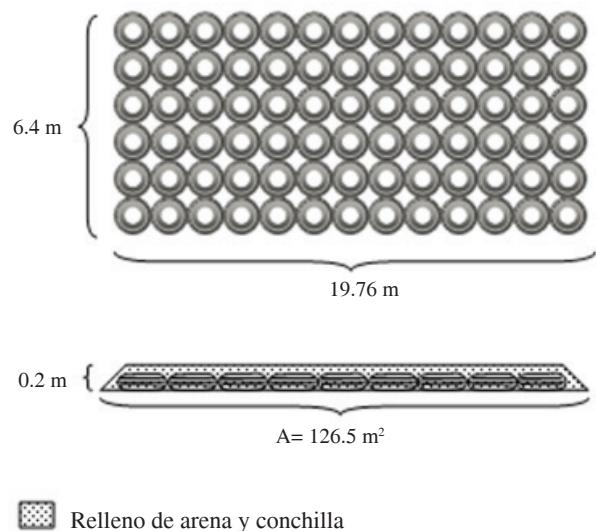 6.4 m
19.76 m
0.2 m
A= 126.5 m²
Relleno de arena y conchilla